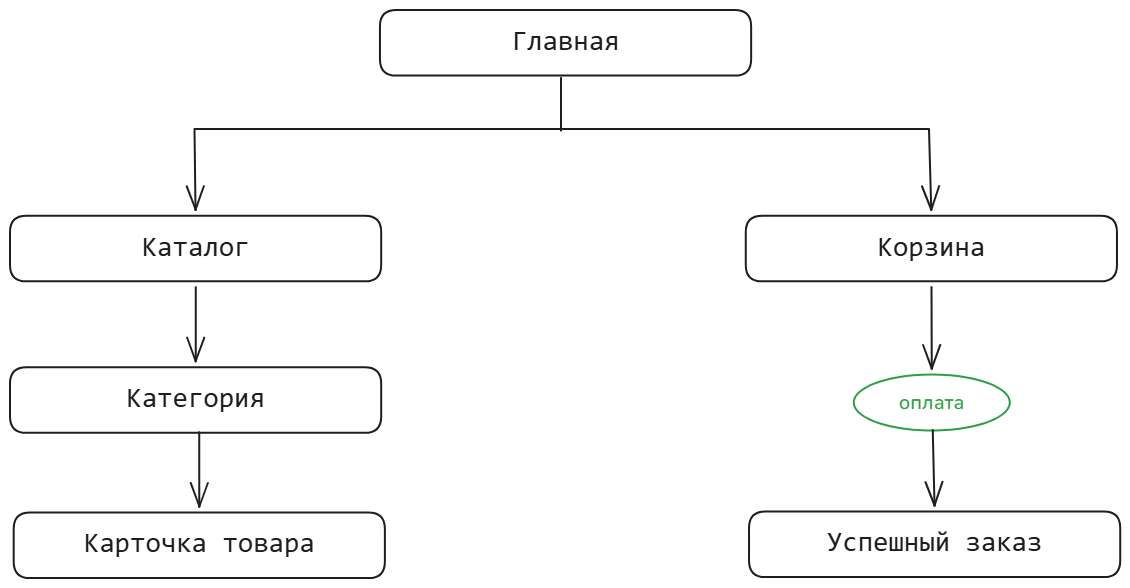 Главная
Каталог
Корзина
Категория
оплата
Карточка товара
Успешный заказ